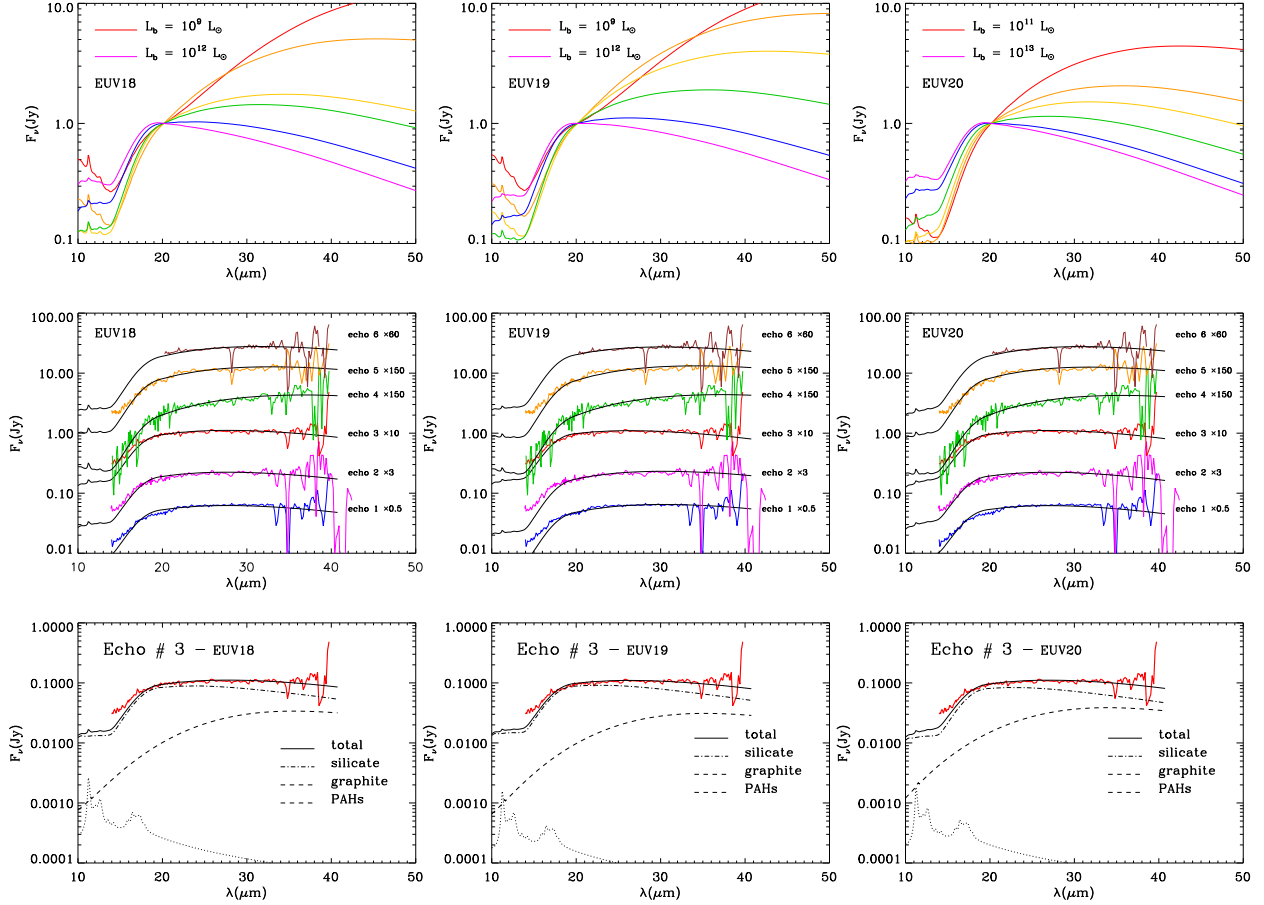 L_b = 10^9 L_⊙
L_b = 10^12 L_⊙
EUV18
F_ν(Jy)
10.0
1.0
0.1
10 20 30 40 50
λ(μm)
L_b = 10^9 L_⊙
L_b = 10^12 L_⊙
EUV19
F_ν(Jy)
10.0
1.0
0.1
10 20 30 40 50
λ(μm)
L_b = 10^11 L_⊙
L_b = 10^13 L_⊙
EUV20
F_ν(Jy)
10.0
1.0
0.1
10 20 30 40 50
λ(μm)
EUV18
echo 6 ×60
echo 5 ×150
echo 4 ×150
echo 3 ×10
echo 2 ×3
echo 1 ×0.5
F_ν(Jy)
100.00
10.00
1.00
0.10
0.01
10 20 30 40 50
λ(μm)
EUV19
echo 6 ×60
echo 5 ×150
echo 4 ×150
echo 3 ×10
echo 2 ×3
echo 1 ×0.5
F_ν(Jy)
100.00
10.00
1.00
0.10
0.01
10 20 30 40 50
λ(μm)
EUV20
echo 6 ×60
echo 5 ×150
echo 4 ×150
echo 3 ×10
echo 2 ×3
echo 1 ×0.5
F_ν(Jy)
100.00
10.00
1.00
0.10
0.01
10 20 30 40 50
λ(μm)
Echo # 3 – EUV18
total
silicate
graphite
PAHs
F_ν(Jy)
1.0000
0.1000
0.0100
0.0010
0.0001
10 20 30 40 50
λ(μm)
Echo # 3 – EUV19
total
silicate
graphite
PAHs
F_ν(Jy)
1.0000
0.1000
0.0100
0.0010
0.0001
10 20 30 40 50
λ(μm)
Echo # 3 – EUV20
total
silicate
graphite
PAHs
F_ν(Jy)
1.0000
0.1000
0.0100
0.0010
0.0001
10 20 30 40 50
λ(μm)